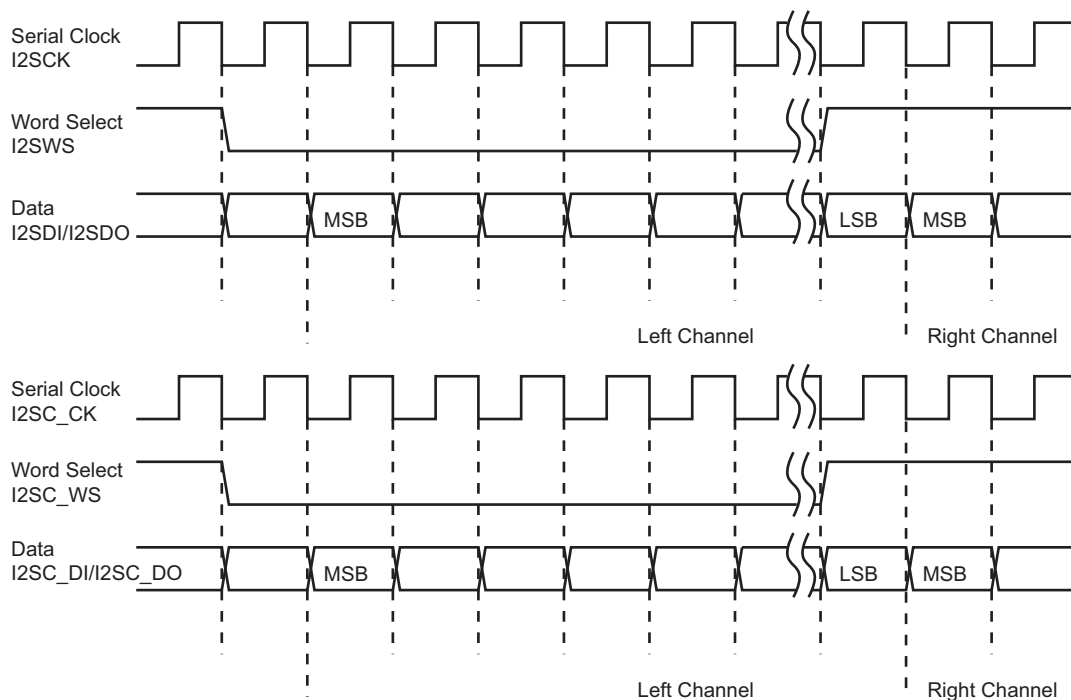 Serial Clock
I2SCK
Word Select
I2SWS
Data
I2SDI/I2SDO
MSB
LSB
MSB
Left Channel
Right Channel
Serial Clock
I2SC_CK
Word Select
I2SC_WS
Data
I2SC_DI/I2SC_DO
MSB
LSB
MSB
Left Channel
Right Channel